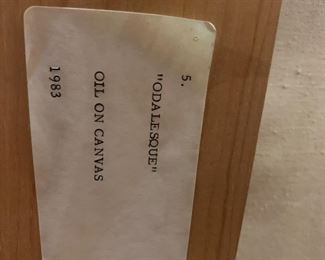 5.
"ODALESQUE"
OIL ON CANVAS
1983